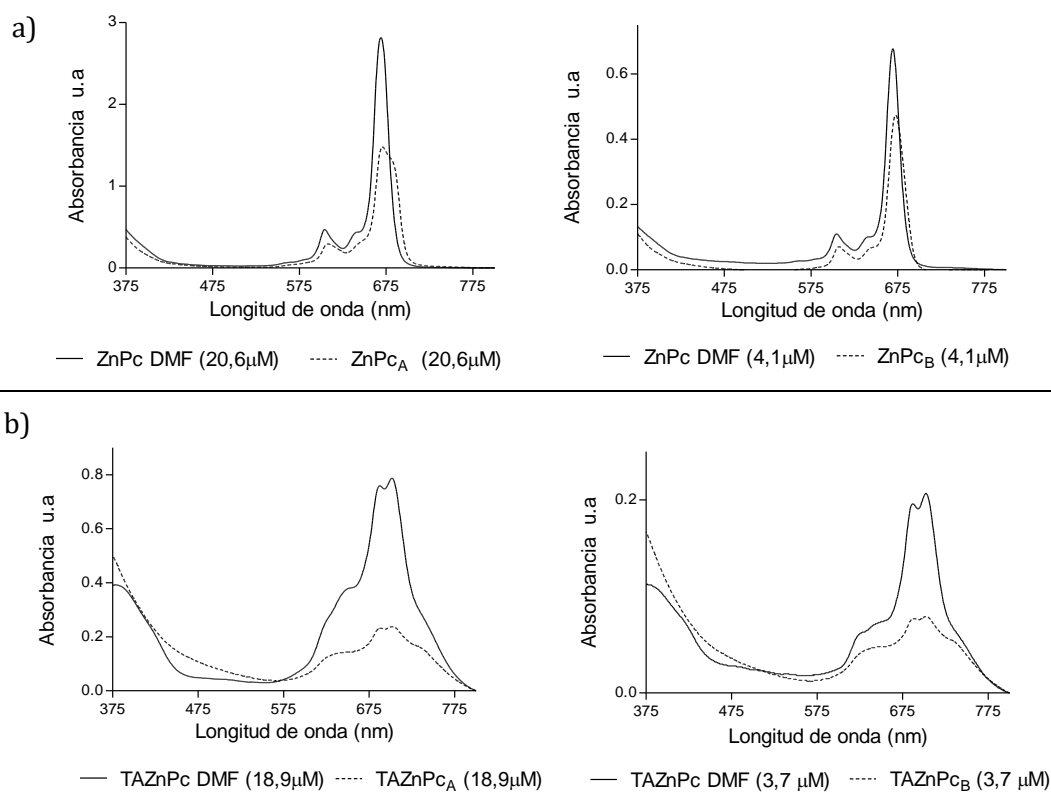 a)
Absorbancia u.a
3
2
1
0
375 475 575 675 775
Longitud de onda (nm)
ZnPc DMF (20,6μM) ZnPcA (20,6μM)
Absorbancia u.a
0.6
0.4
0.2
0.0
375 475 575 675 775
Longitud de onda (nm)
ZnPc DMF (4,1μM) ZnPcB (4,1μM)
b)
Absorbancia u.a
0.8
0.6
0.4
0.2
0.0
375 475 575 675 775
Longitud de onda (nm)
TAZnPc DMF (18,9μM) TAZnPcA (18,9μM)
Absorbancia u.a
0.2
0.0
375 475 575 675 775
Longitud de onda (nm)
TAZnPc DMF (3,7 μM) TAZnPcB (3,7 μM)